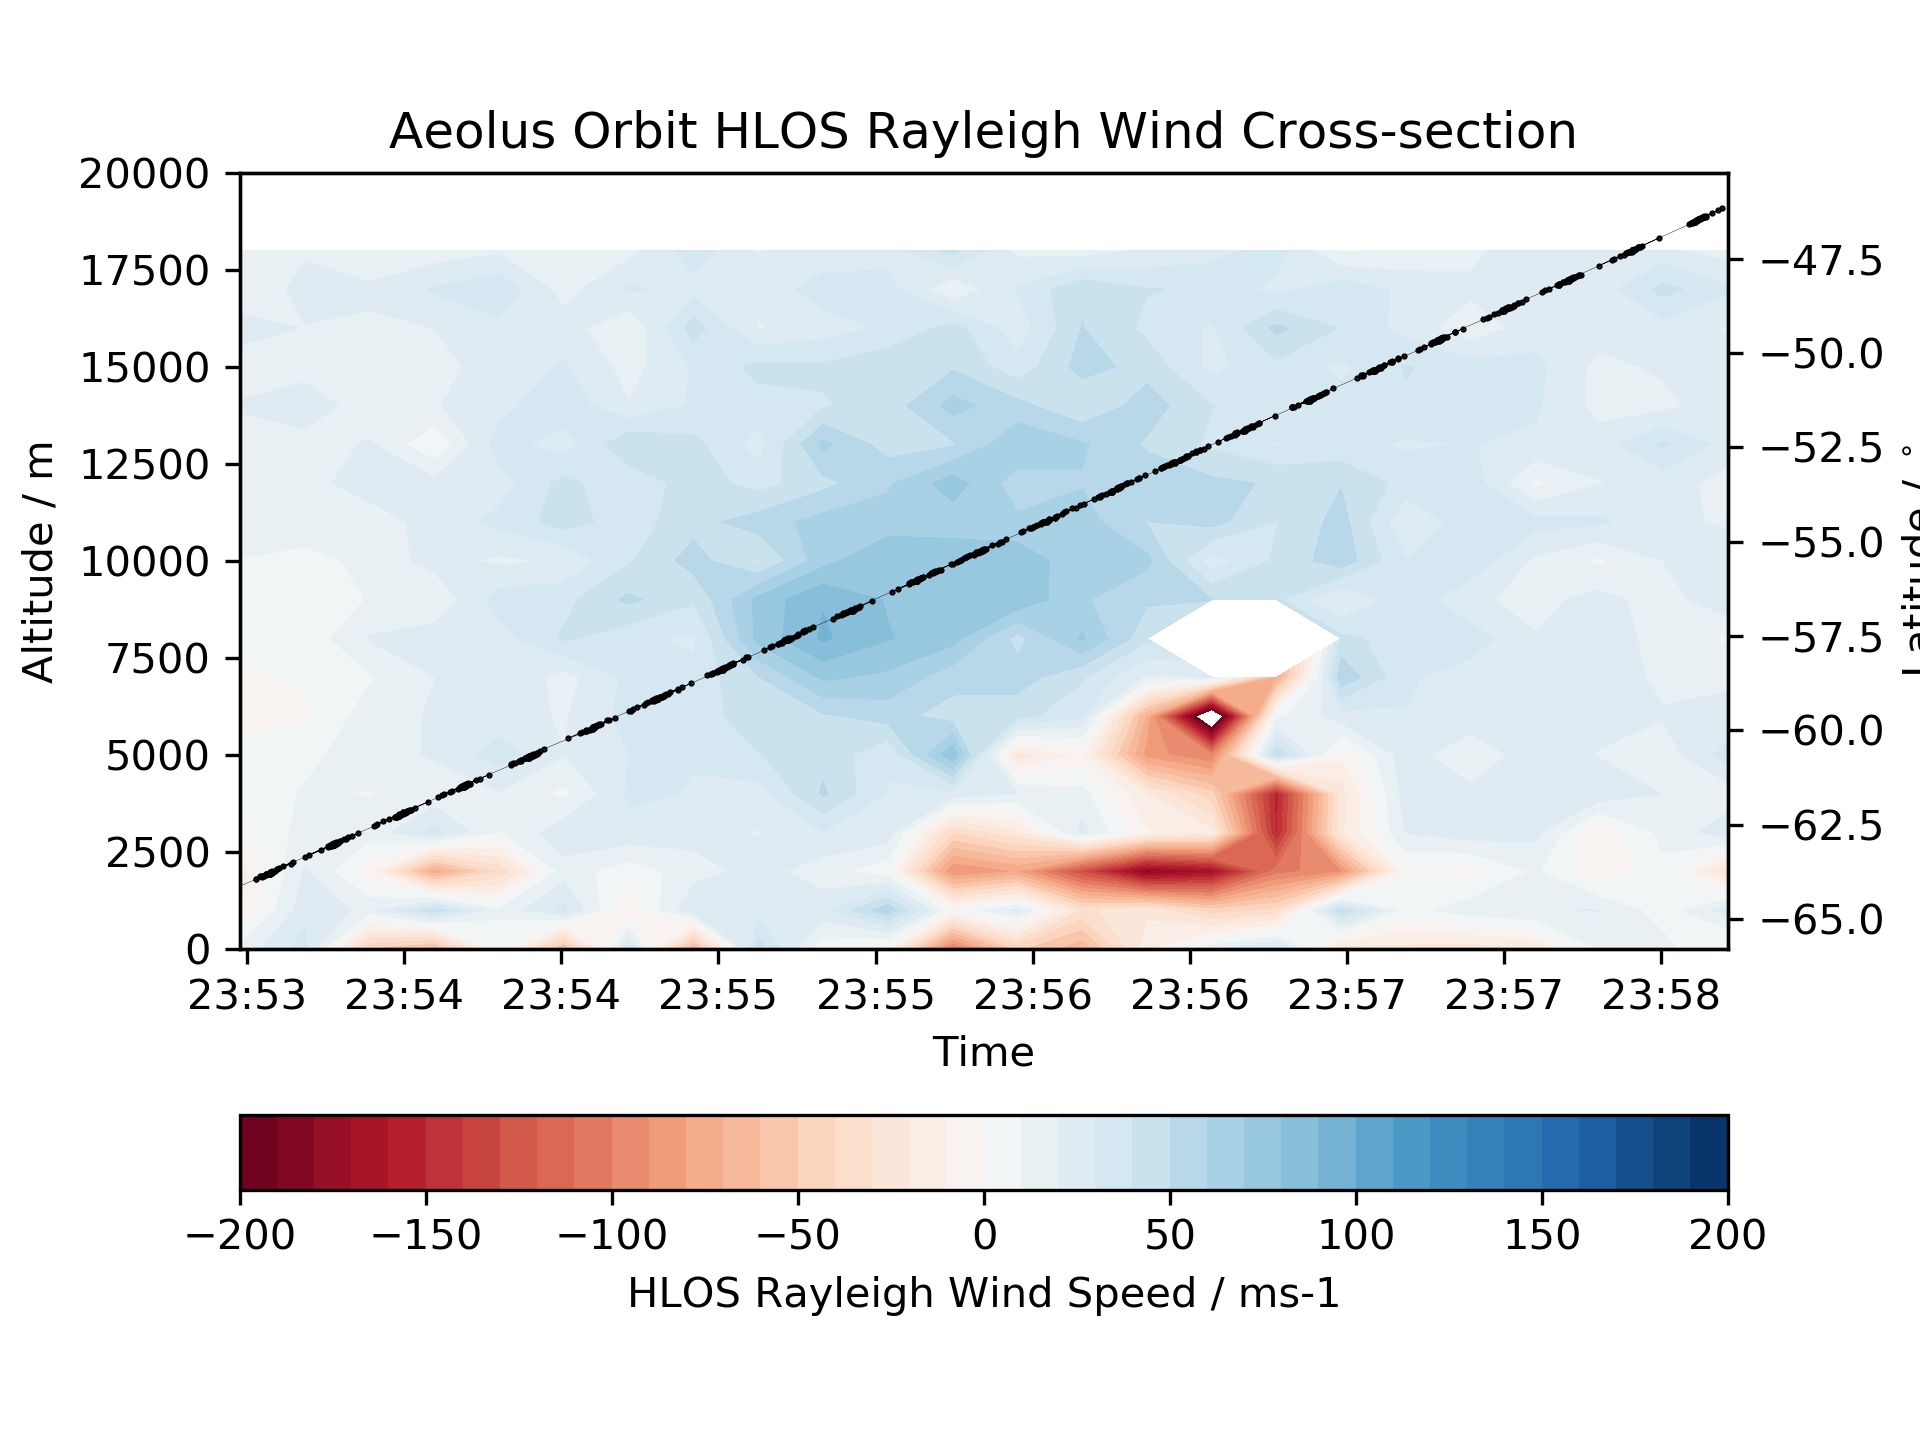 Aeolus Orbit HLOS Rayleigh Wind Cross-section
20000
17500
15000
12500
10000
7500
5000
2500
0
Altitude / m
−47.5
−50.0
−52.5
−55.0
−57.5
−60.0
−62.5
−65.0
Latitude / °
23:53 23:54 23:54 23:55 23:55 23:56 23:56 23:57 23:57 23:58
Time
−200 −150 −100 −50 0 50 100 150 200
HLOS Rayleigh Wind Speed / ms-1